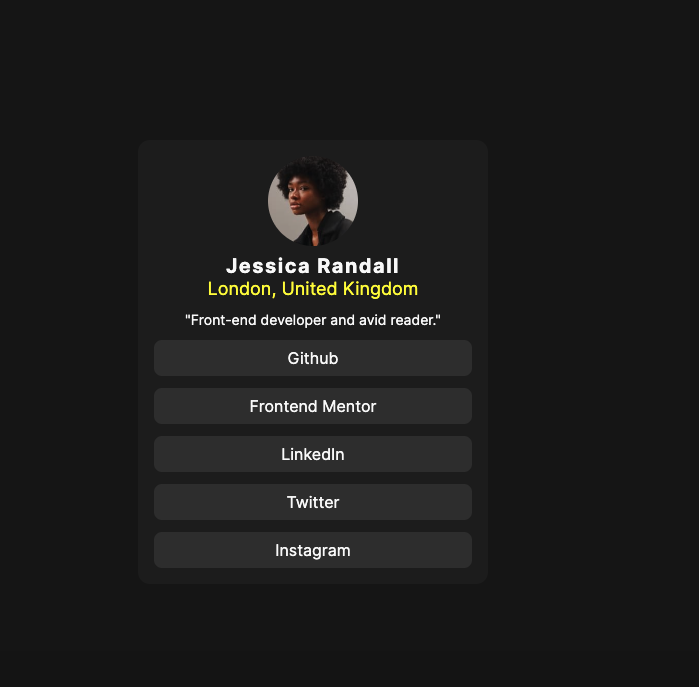 Jessica Randall
London, United Kingdom
"Front-end developer and avid reader."
Github
Frontend Mentor
LinkedIn
Twitter
Instagram